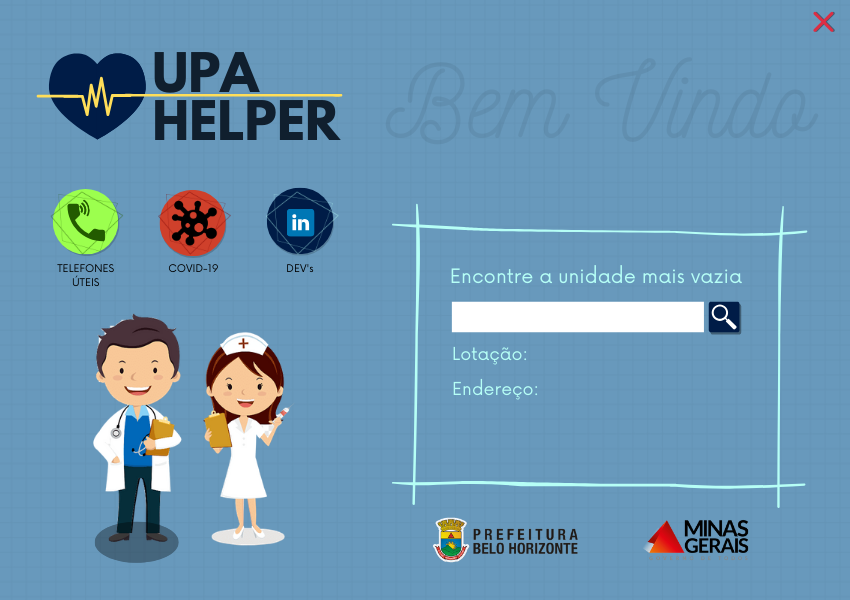 UPA
HELPER
Bem Vindo
TELEFONES
ÚTEIS
COVID-19
in
DEV's
Encontre a unidade mais vazia
Lotação:
Endereço:
PREFEITURA
BELO HORIZONTE
MINAS
GERAIS